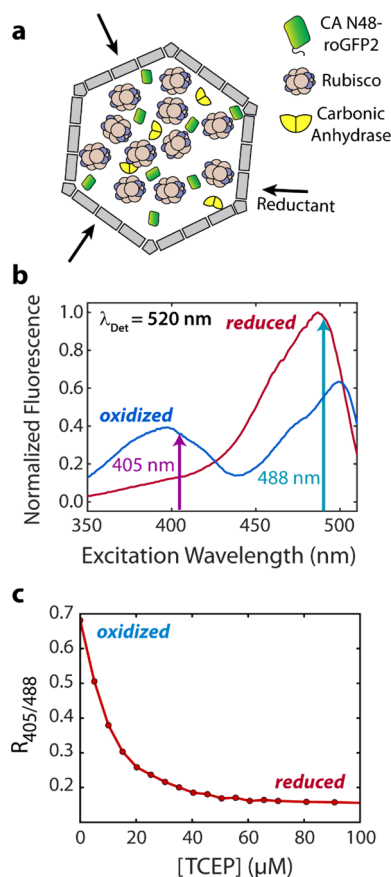 a
CA N48-
roGFP2
Rubisco
Carbonic
Anhydrase
Reductant
b
λDet = 520 nm
reduced
oxidized
405 nm
488 nm
Normalized Fluorescence
1.0
0.8
0.6
0.4
0.2
0.0
350
400
450
500
Excitation Wavelength (nm)
c
oxidized
reduced
R405/488
0.7
0.6
0.5
0.4
0.3
0.2
0
20
40
60
80
100
[TCEP] (μM)